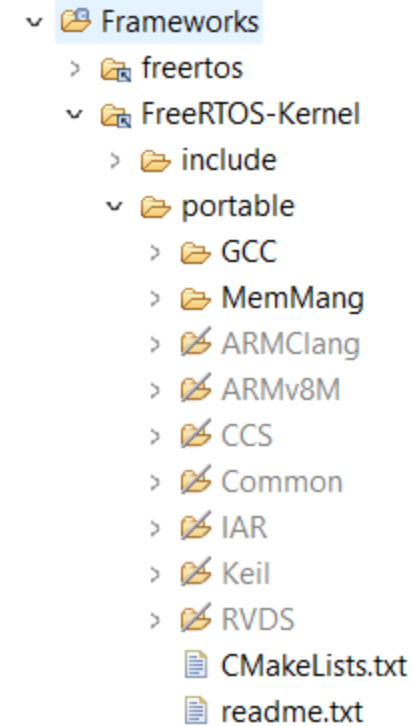 Frameworks
freertos
FreeRTOS-Kernel
include
portable
GCC
MemMang
ARMClang
ARMv8M
CCS
Common
IAR
Keil
RVDS
CMakeLists.txt
readme.txt